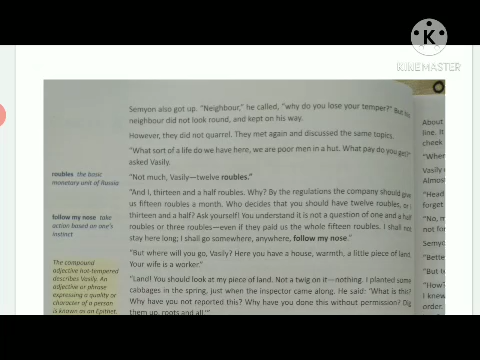 KINEMASTER
Semyon also got up. "Neighbour," he called, "why do you lose your temper?" But his
neighbour did not look round, and kept on his way.
However, they did not quarrel. They met again and discussed the same topics.
"What sort of a life do we have here, we are poor men in a hut. What pay do you get?"
asked Vasily.
"Not much, Vasily—twelve roubles."
"And I, thirteen and a half roubles. Why? By the regulations the company should give
us fifteen roubles a month. Who decides that you should have twelve roubles, or I
thirteen and a half? Ask yourself! You understand it is not a question of one and a half
roubles or three roubles—even if they paid us the whole fifteen roubles. I shall not
stay here long; I shall go somewhere, anywhere, follow my nose."
"But where will you go, Vasily? Here you have a house, warmth, a little piece of land.
Your wife is a worker."
"Land! You should look at my piece of land. Not a twig on it—nothing. I planted some
cabbages in the spring, just when the inspector came along. He said: "What is this?
Why have you not reported this? Why have you done this without permission? Dig
them up, roots and all.'"
roubles the basic
monetary unit of Russia
follow my nose take
action based on one's
instinct
The compound
adjective hot-tempered
describes Vasily. An
adjective or phrase
expressing a quality or
character of a person
is known as an Epithet.
About
line. It
cheek
"Wher
Vasily
Almost
"Head
forget
"No, m
not for
Semyo
"Bette
"But
"How?
I knew
order.